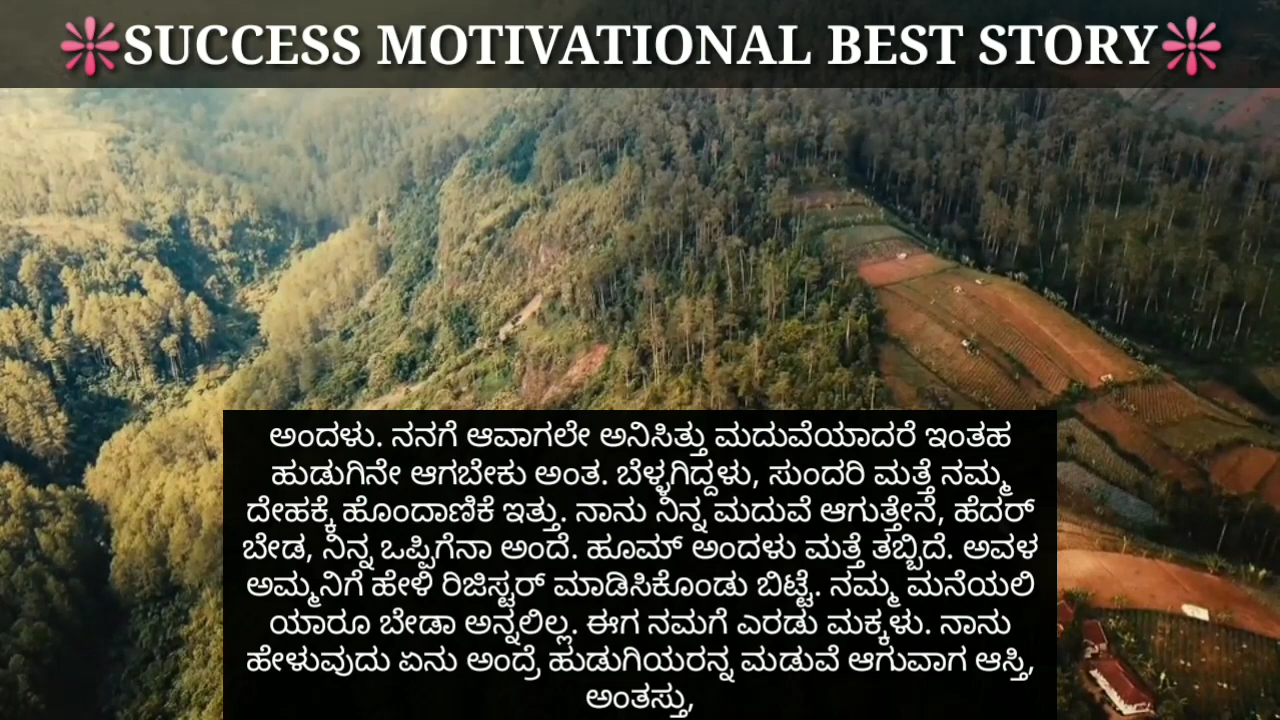 ❇SUCCESS MOTIVATIONAL BEST STORY❇
ಅಂದಳು. ನನಗೆ ಆವಾಗಲೇ ಅನಿಸಿತ್ತು ಮದುವೆಯಾದರೆ ಇಂತಹ
ಹುಡುಗಿನೇ ಆಗಬೇಕು ಅಂತ. ಬೆಳ್ಳಗಿದ್ದಳು, ಸುಂದರಿ ಮತ್ತೆ ನಮ್ಮ
ದೇಹಕ್ಕೆ ಹೊಂದಾಣಿಕೆ ಇತ್ತು. ನಾನು ನಿನ್ನ ಮದುವೆ ಆಗುತ್ತೇನೆ, ಹೆದರ್
ಬೇಡ, ನಿನ್ನ ಒಪ್ಪಿಗೆನಾ ಅಂದೆ. ಹೂಮ್ ಅಂದಳು ಮತ್ತೆ ತಬ್ಬಿದೆ. ಅವಳ
ಅಮ್ಮನಿಗೆ ಹೇಳಿ ರಿಜಿಸ್ಟರ್ ಮಾಡಿಸಿಕೊಂಡು ಬಿಟ್ಟೆ. ನಮ್ಮ ಮನೆಯಲಿ
ಯಾರೂ ಬೇಡಾ ಅನ್ನಲಿಲ್ಲ. ಈಗ ನಮಗೆ ಎರಡು ಮಕ್ಕಳು. ನಾನು
ಹೇಳುವುದು ಏನು ಅಂದ್ರೆ ಹುಡುಗಿಯರನ್ನ ಮಡುವೆ ಆಗುವಾಗ ಆಸ್ತಿ,
ಅಂತಸ್ತು,